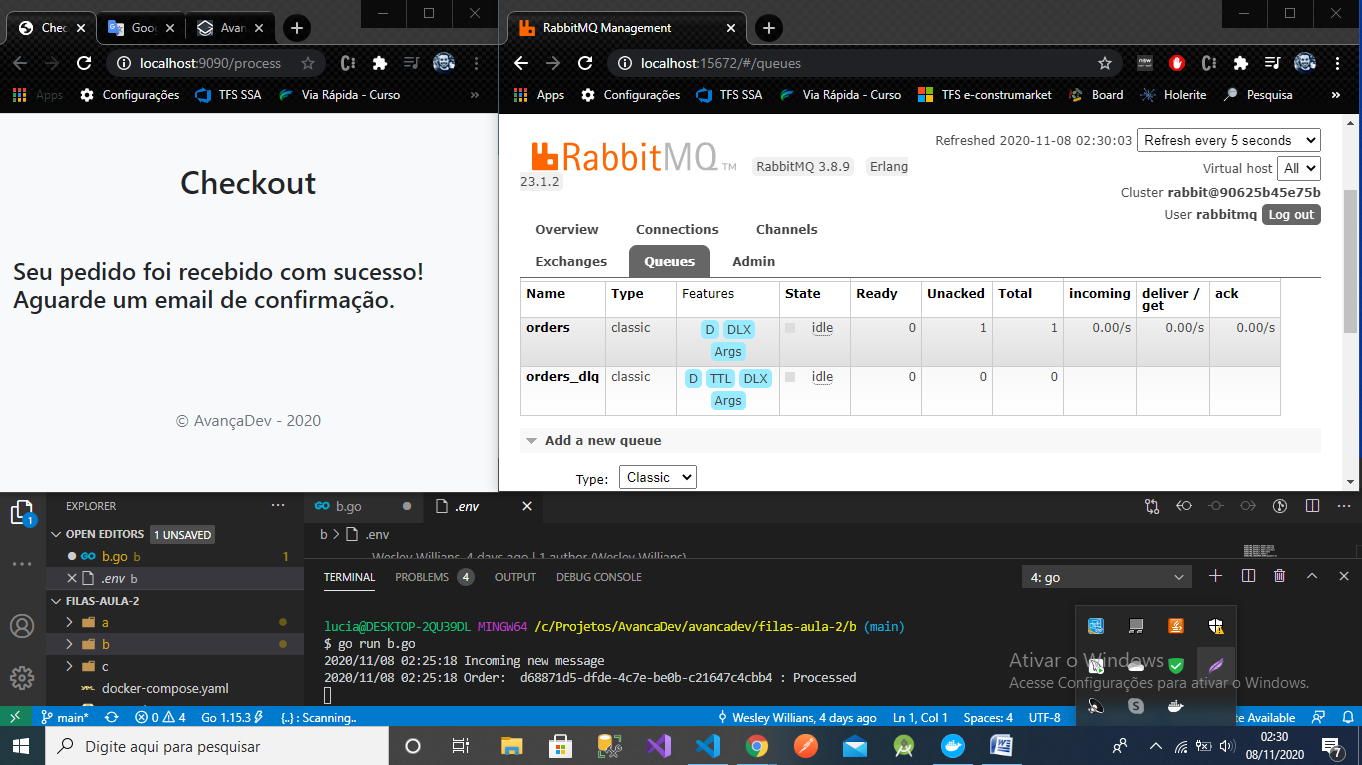 Chec
Goo
Avan
localhost:9090/process
Apps
Configurações
TFS SSA
Via Rápida - Curso
»
Checkout
Seu pedido foi recebido com sucesso!
Aguarde um email de confirmação.
© AvançaDev - 2020
RabbitMQ Management
localhost:15672/#/queues
now
Apps
Configurações
TFS SSA
Via Rápida - Curso
TFS e-construmarket
Board
Holerite
Pesquisa
»
Refreshed 2020-11-08 02:30:03
Refresh every 5 seconds
RabbitMQ TM
RabbitMQ 3.8.9
Erlang
23.1.2
Virtual host
All
Cluster rabbit@90625b45e75b
User rabbitmq
Log out
Overview
Connections
Channels
Exchanges
Queues
Admin
Name Type Features State Ready Unacked Total incoming deliver / get ack
orders classic D DLX Args idle 0 1 1 0.00/s 0.00/s 0.00/s
orders_dlq classic D TTL DLX Args idle 0 0 0
Add a new queue
Type:
Classic
1
EXPLORER
OPEN EDITORS
1 UNSAVED
b.go b 1
.env b
FILAS-AULA-2
a
b
c
docker-compose.yaml
b.go
.env
b > .env
Wesley Willians, 4 days ago | 1 author (Wesley Willians)
TERMINAL
PROBLEMS 4
OUTPUT
DEBUG CONSOLE
4: go
lucia@DESKTOP-2QU39DL MINGW64 /c/Projetos/AvancaDev/avancadev/filas-aula-2/b (main)
$ go run b.go
2020/11/08 02:25:18 Incoming new message
2020/11/08 02:25:18 Order: d68871d5-dfde-4c7e-be0b-c21647c4cbb4 : Processed
Ativar o Windows
Acesse Configurações para ativar o Windows.
main*
0
4
Go 1.15.3
{..} : Scanning..
Wesley Willians, 4 days ago
Ln 1, Col 1
Spaces: 4
UTF-8
te Available
Digite aqui para pesquisar
02:30
08/11/2020
7